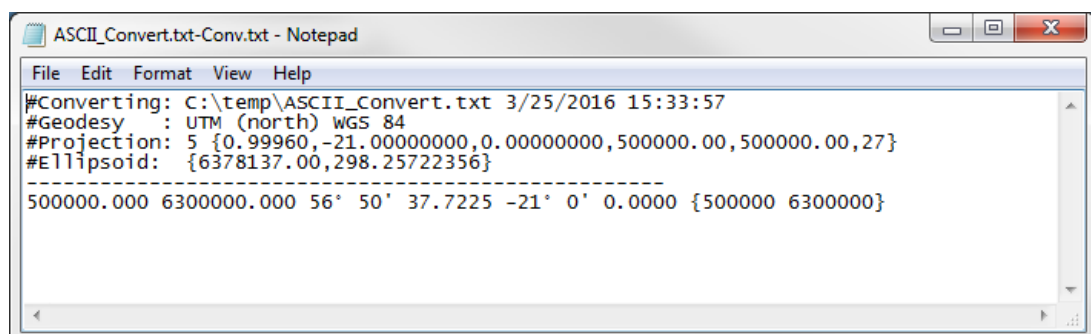 ASCII_Convert.txt-Conv.txt - Notepad
File Edit Format View Help
#Converting: C:\temp\ASCII_Convert.txt 3/25/2016 15:33:57
#Geodesy   : UTM (north) WGS 84
#Projection: 5 {0.99960,-21.00000000,0.00000000,500000.00,500000.00,27}
#Ellipsoid:  {6378137.00,298.25722356}
-----------------------------------------------------
500000.000 6300000.000 56° 50' 37.7225 -21° 0' 0.0000 {500000 6300000}